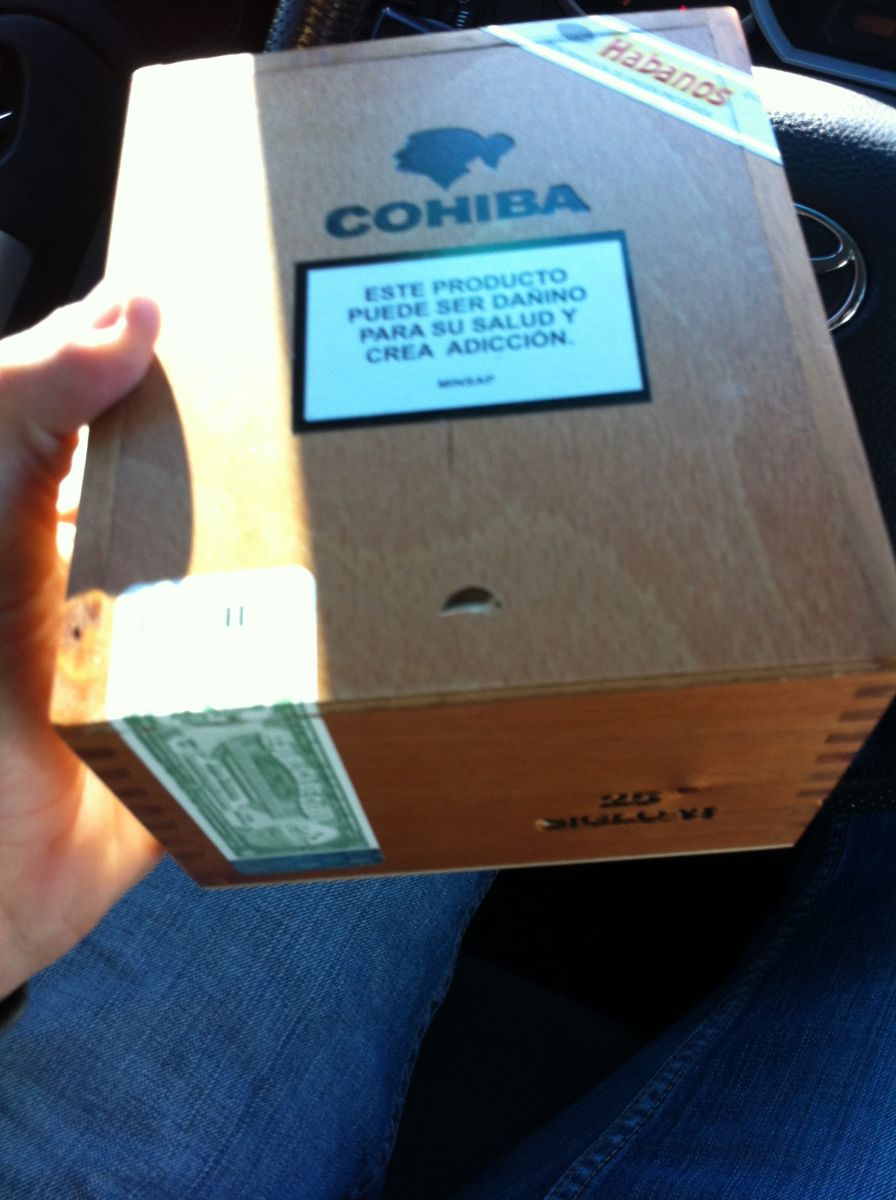 Habanos
COHIBA
ESTE PRODUCTO
PUEDE SER DAÑINO
PARA SU SALUD Y
CREA ADICCIÓN.
MINSAP
25